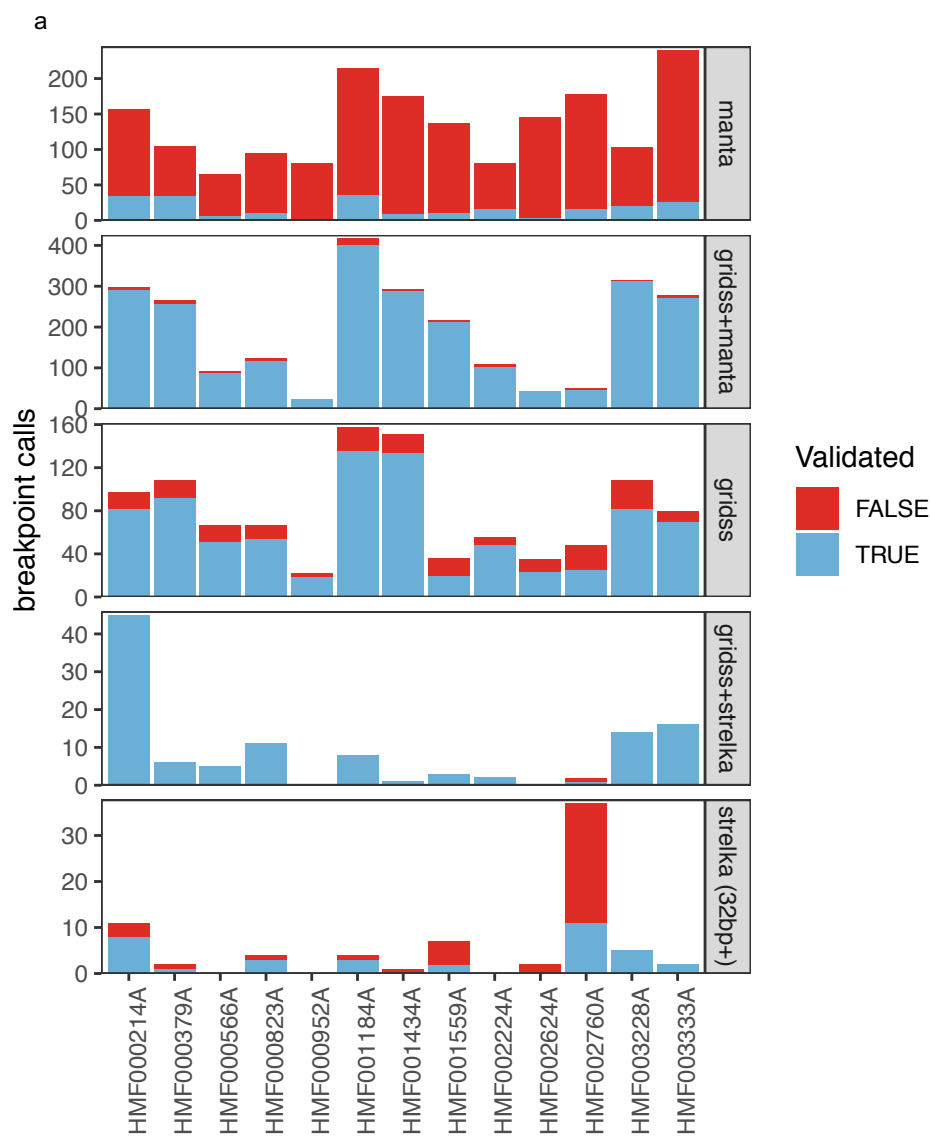 a
breakpoint calls
200
150
100
50
0
manta
400
300
200
100
0
gridss+manta
160
120
80
40
0
gridss
40
30
20
10
0
gridss+strelka
30
20
10
0
strelka (32bp+)
HMF000214A
HMF000379A
HMF000566A
HMF000823A
HMF000952A
HMF001184A
HMF001434A
HMF001559A
HMF002224A
HMF002624A
HMF002760A
HMF003228A
HMF003333A
Validated
FALSE
TRUE